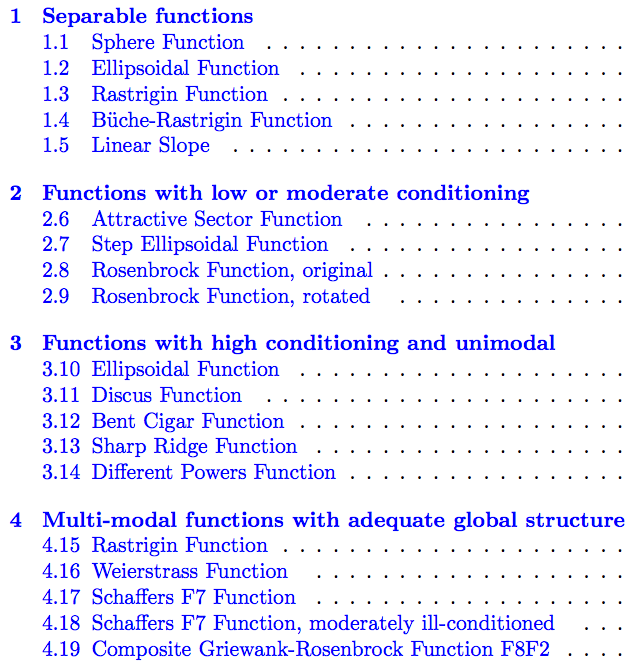 1 Separable functions
1.1 Sphere Function . . . . . . . . . . . . . . . . . . . . . .
1.2 Ellipsoidal Function . . . . . . . . . . . . . . . . . . . .
1.3 Rastrigin Function . . . . . . . . . . . . . . . . . . . . .
1.4 Büche-Rastrigin Function . . . . . . . . . . . . . . . . .
1.5 Linear Slope . . . . . . . . . . . . . . . . . . . . . . . .
2 Functions with low or moderate conditioning
2.6 Attractive Sector Function . . . . . . . . . . . . . . . .
2.7 Step Ellipsoidal Function . . . . . . . . . . . . . . . . .
2.8 Rosenbrock Function, original . . . . . . . . . . . . . . .
2.9 Rosenbrock Function, rotated . . . . . . . . . . . . . .
3 Functions with high conditioning and unimodal
3.10 Ellipsoidal Function . . . . . . . . . . . . . . . . . . . .
3.11 Discus Function . . . . . . . . . . . . . . . . . . . . . .
3.12 Bent Cigar Function . . . . . . . . . . . . . . . . . . . .
3.13 Sharp Ridge Function . . . . . . . . . . . . . . . . . . .
3.14 Different Powers Function . . . . . . . . . . . . . . . . .
4 Multi-modal functions with adequate global structure
4.15 Rastrigin Function . . . . . . . . . . . . . . . . . . . . .
4.16 Weierstrass Function . . . . . . . . . . . . . . . . . . .
4.17 Schaffers F7 Function . . . . . . . . . . . . . . . . . . .
4.18 Schaffers F7 Function, moderately ill-conditioned . . .
4.19 Composite Griewank-Rosenbrock Function F8F2 . . . .